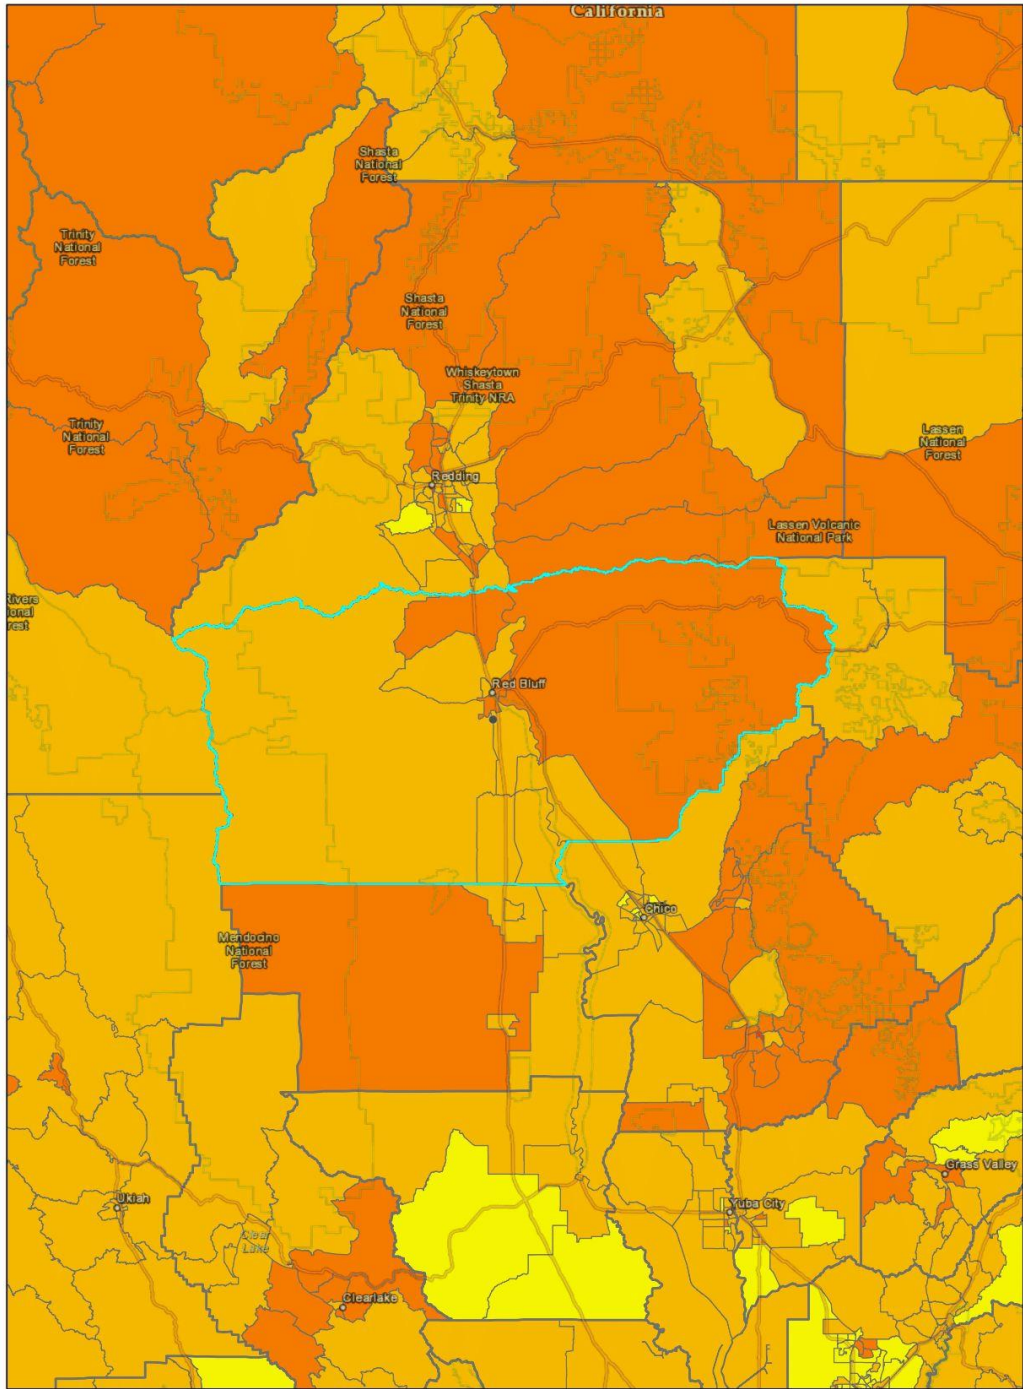 California
Shasta
National
Forest
Trinity
National
Forest
Shasta
National
Forest
Whiskeytown
Shasta
Trinity NRA
Trinity
National
Forest
Lassen
National
Forest
Redding
Lassen Volcanic
National Park
Rivers
ional
rest
Red Bluff
Chico
Mendocino
National
Forest
Grass Valley
Ukiah
Yuba City
Clear
Lake
Clearlake